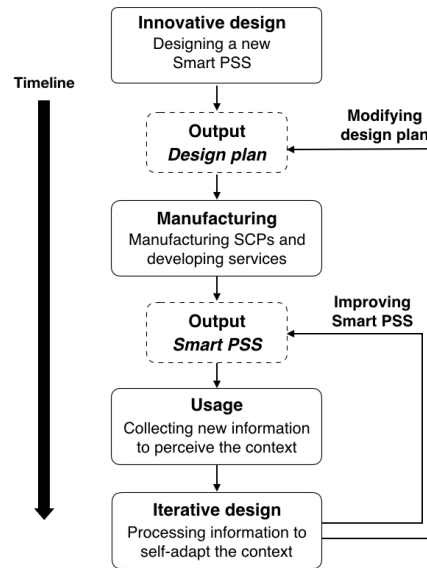 Innovative design
Designing a new
Smart PSS
Timeline
Modifying
design plan
Output
Design plan
Manufacturing
Manufacturing SCPs and
developing services
Improving
Smart PSS
Output
Smart PSS
Usage
Collecting new information
to perceive the context
Iterative design
Processing information to
self-adapt the context